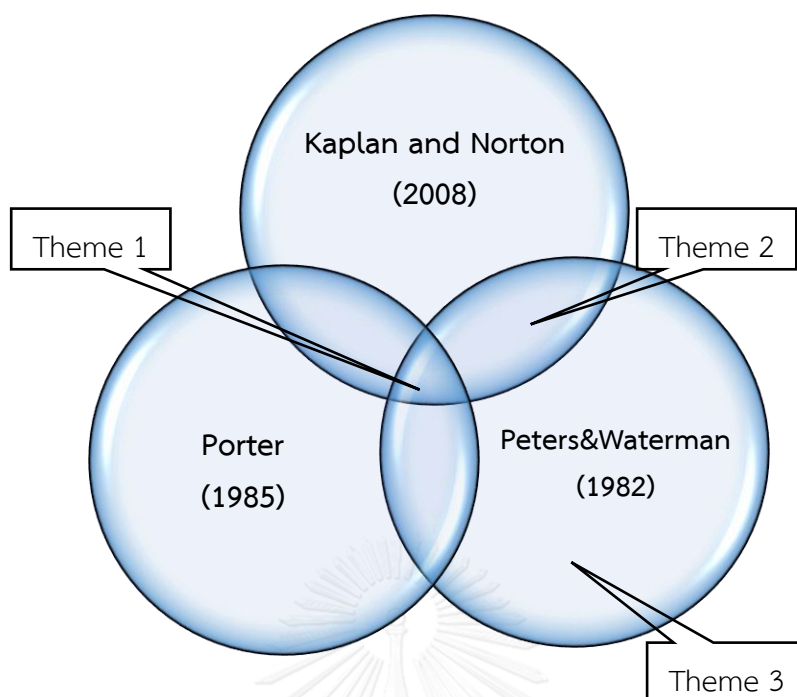 Kaplan and Norton
(2008)
Theme 1
Theme 2
Porter
(1985)
Peters&Waterman
(1982)
Theme 3